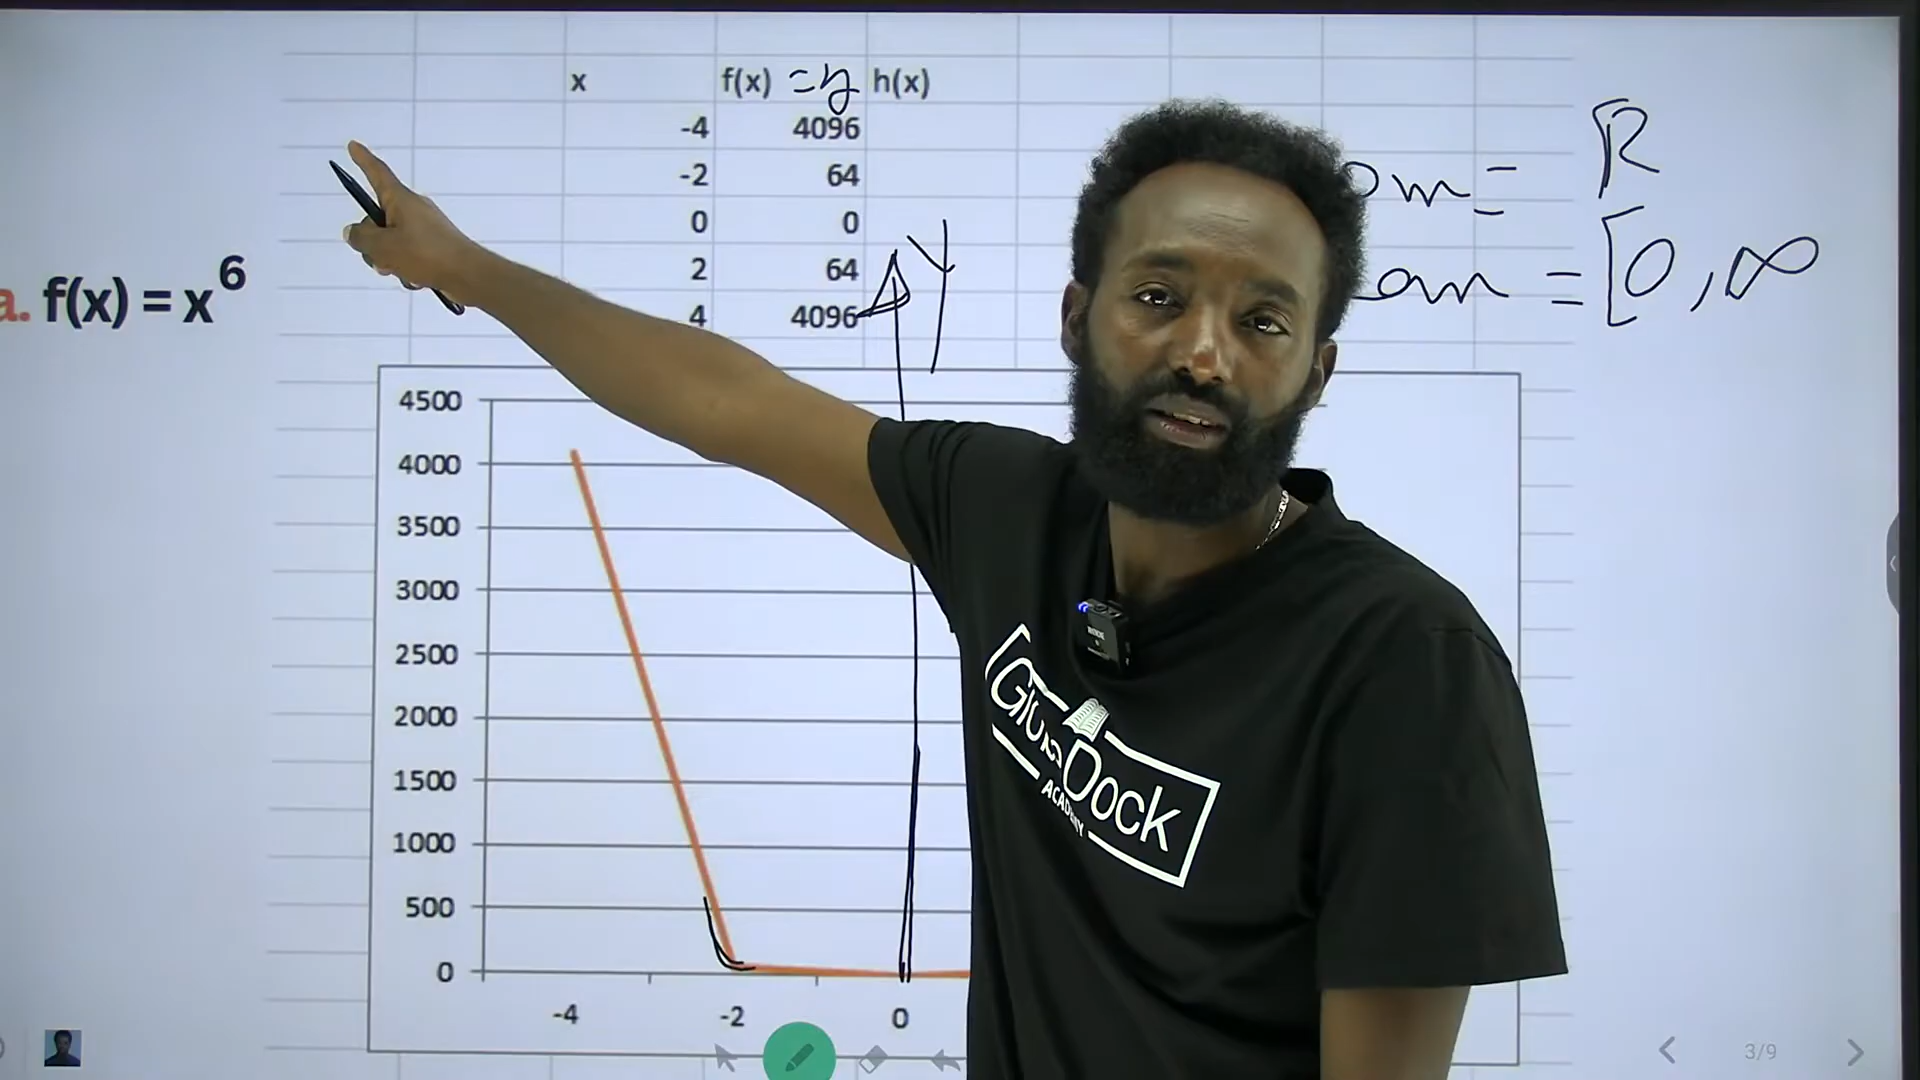 x f(x) =y h(x)
-4 4096
-2 64
0 0
2 64
4 4096
Dom = R
Ran = [0, ∞
Y
a. f(x) = x⁶
4500
4000
3500
3000
2500
2000
1500
1000
500
0
-4 -2 0
Dock
ACADEMY
3/9